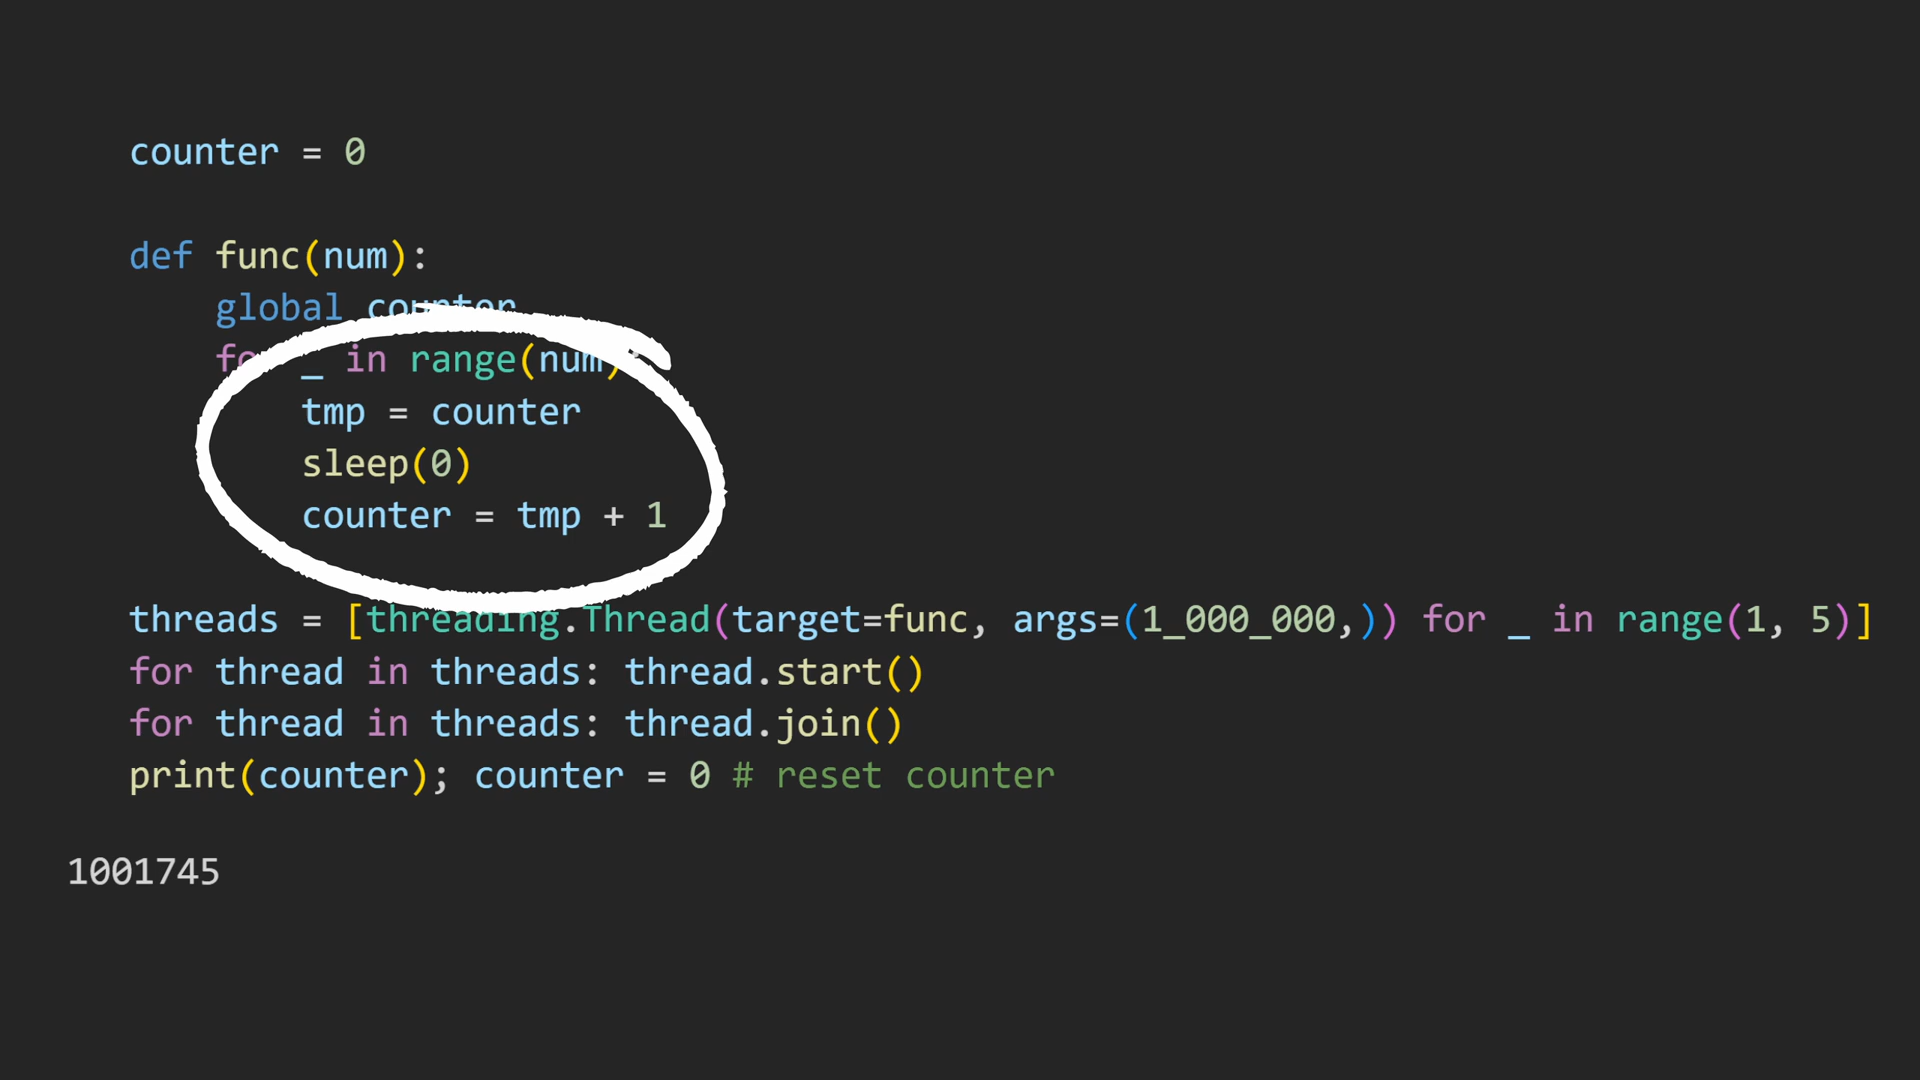 counter = 0
def func(num):
global counter
for _ in range(num):
tmp = counter
sleep(0)
counter = tmp + 1
threads = [threading.Thread(target=func, args=(1_000_000,)) for _ in range(1, 5)]
for thread in threads: thread.start()
for thread in threads: thread.join()
print(counter); counter = 0 # reset counter
1001745